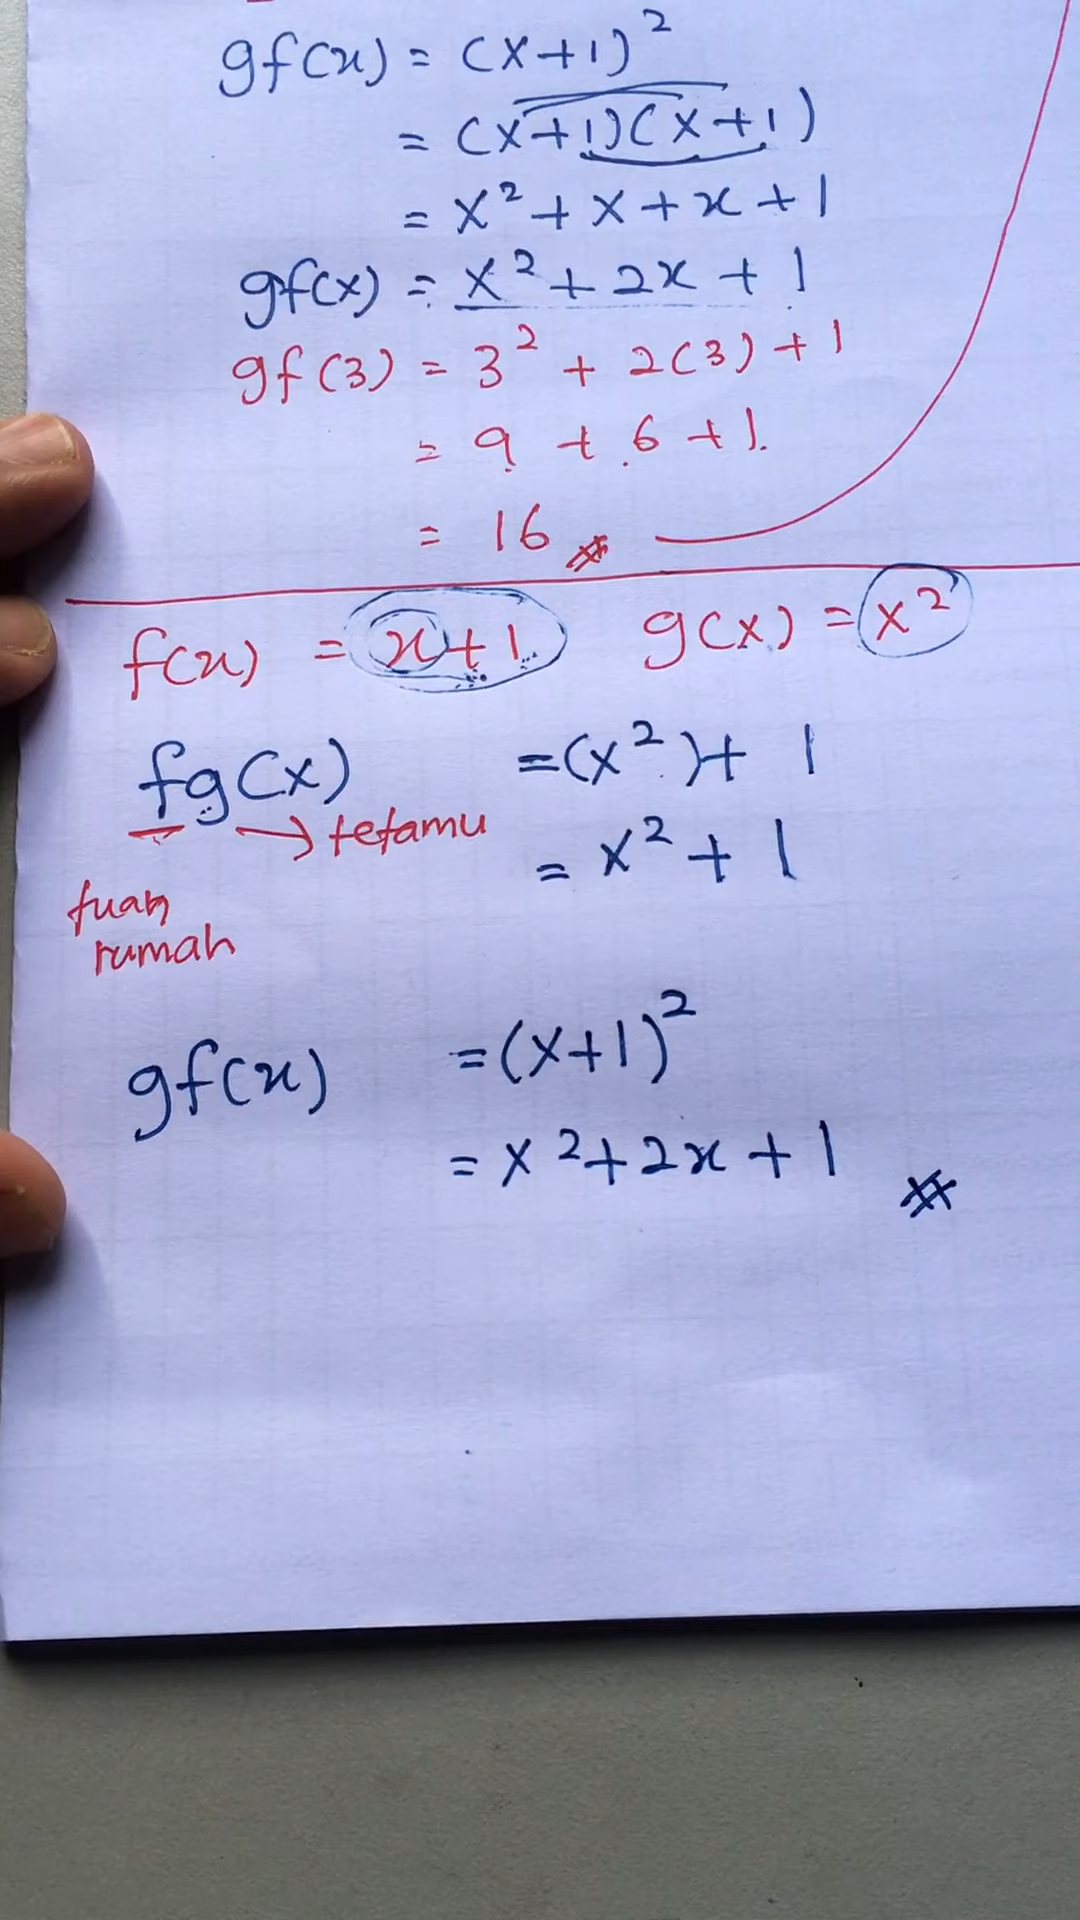 gf(x) = (x+1)²
= (x+1)(x+1)
= x² + x + x + 1
gf(x) = x² + 2x + 1
gf(3) = 3² + 2(3) + 1
= 9 + 6 + 1
= 16
f(x) = x+1 g(x) = x²
fg(x) =(x²)+ 1
→ tetamu
= x² + 1
tuan
rumah
gf(x) =(x+1)²
= x²+2x + 1